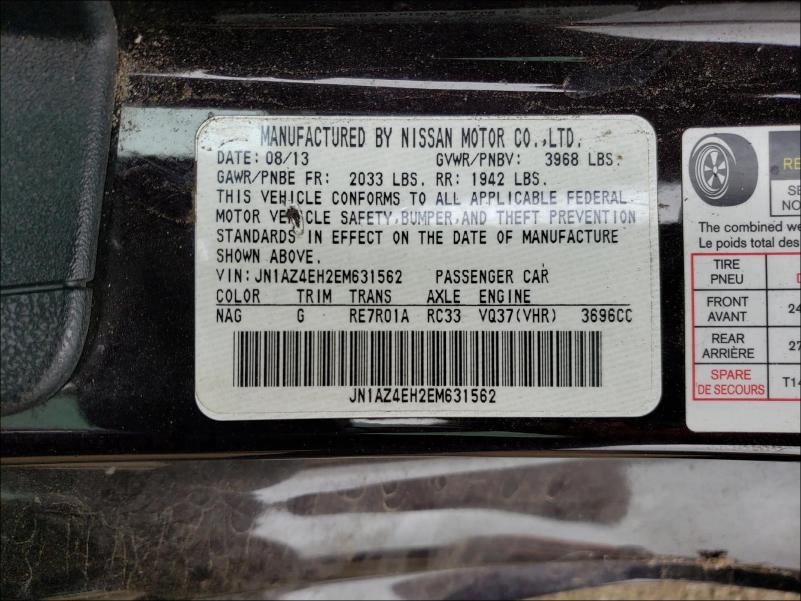 MANUFACTURED BY NISSAN MOTOR CO.,LTD.
DATE: 08/13 GVWR/PNBV: 3968 LBS.
GAWR/PNBE FR: 2033 LBS. RR: 1942 LBS.
THIS VEHICLE CONFORMS TO ALL APPLICABLE FEDERAL
MOTOR VEHICLE SAFETY,BUMPER,AND THEFT PREVENTION
STANDARDS IN EFFECT ON THE DATE OF MANUFACTURE
SHOWN ABOVE.
VIN:JN1AZ4EH2EM631562 PASSENGER CAR
COLOR TRIM TRANS AXLE ENGINE
NAG G RE7R01A RC33 VQ37(VHR) 3696CC
JN1AZ4EH2EM631562
The combined
Le poids total
TIRE
PNEU
FRONT
AVANT
REAR
ARRIÈRE
SPARE
DE SECOURS